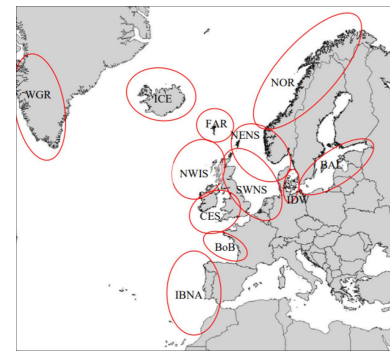 NOR
WGR
ICE
FAR
NENS
BAL
NWIS
SWNS
IDW
CES
BoB
IBNA